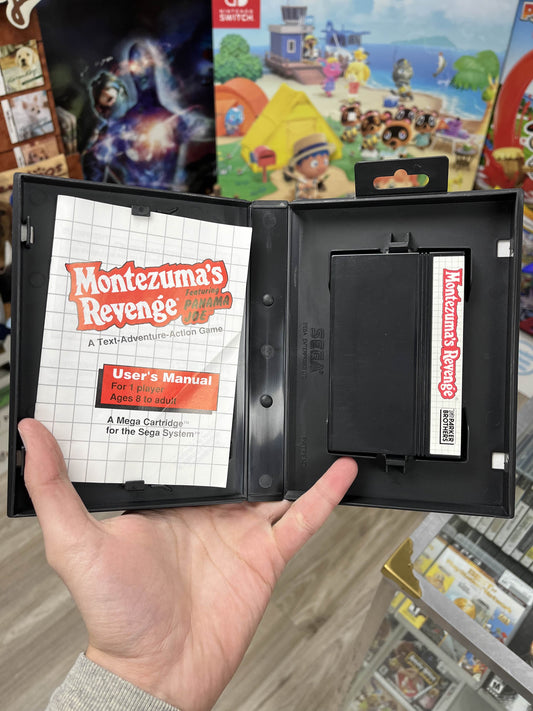 NINTENDO
SWITCH
Montezuma's
Revenge
Featuring
PANAMA
JOE
A Text-Adventure-Action Game
User's Manual
For 1 player
Ages 8 to adult
A Mega Cartridge™
for the Sega System™
SEGA
Montezuma's Revenge
PARKER
BROTHERS